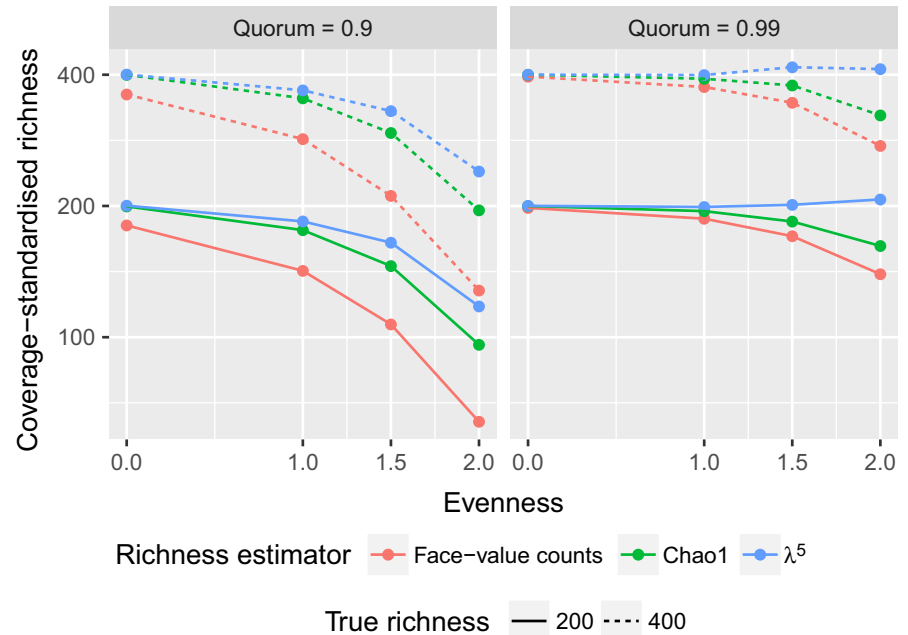 Quorum = 0.9
Quorum = 0.99
Coverage−standardised richness
400
200
100
0.0 1.0 1.5 2.0
0.0 1.0 1.5 2.0
Evenness
Richness estimator Face−value counts Chao1 λ⁵
True richness 200 400